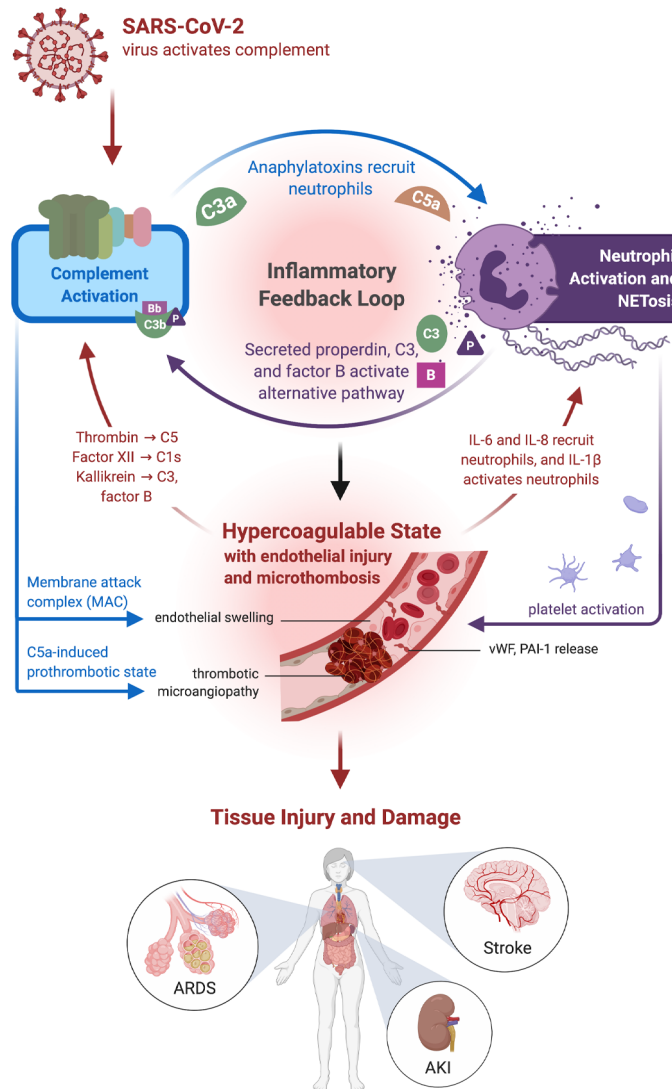 SARS-CoV-2
virus activates complement
Anaphylatoxins recruit
neutrophils
C3a
C5a
Complement
Activation
Bb
C3b
P
Inflammatory
Feedback Loop
Neutrophi
Activation and
NETosi
C3
P
B
Secreted properdin, C3,
and factor B activate
alternative pathway
Thrombin → C5
Factor XII → C1s
Kallikrein → C3,
factor B
IL-6 and IL-8 recruit
neutrophils, and IL-1β
activates neutrophils
Hypercoagulable State
with endothelial injury
and microthombosis
Membrane attack
complex (MAC)
endothelial swelling
platelet activation
C5a-induced
prothrombotic state
thrombotic
microangiopathy
vWF, PAI-1 release
Tissue Injury and Damage
ARDS
Stroke
AKI